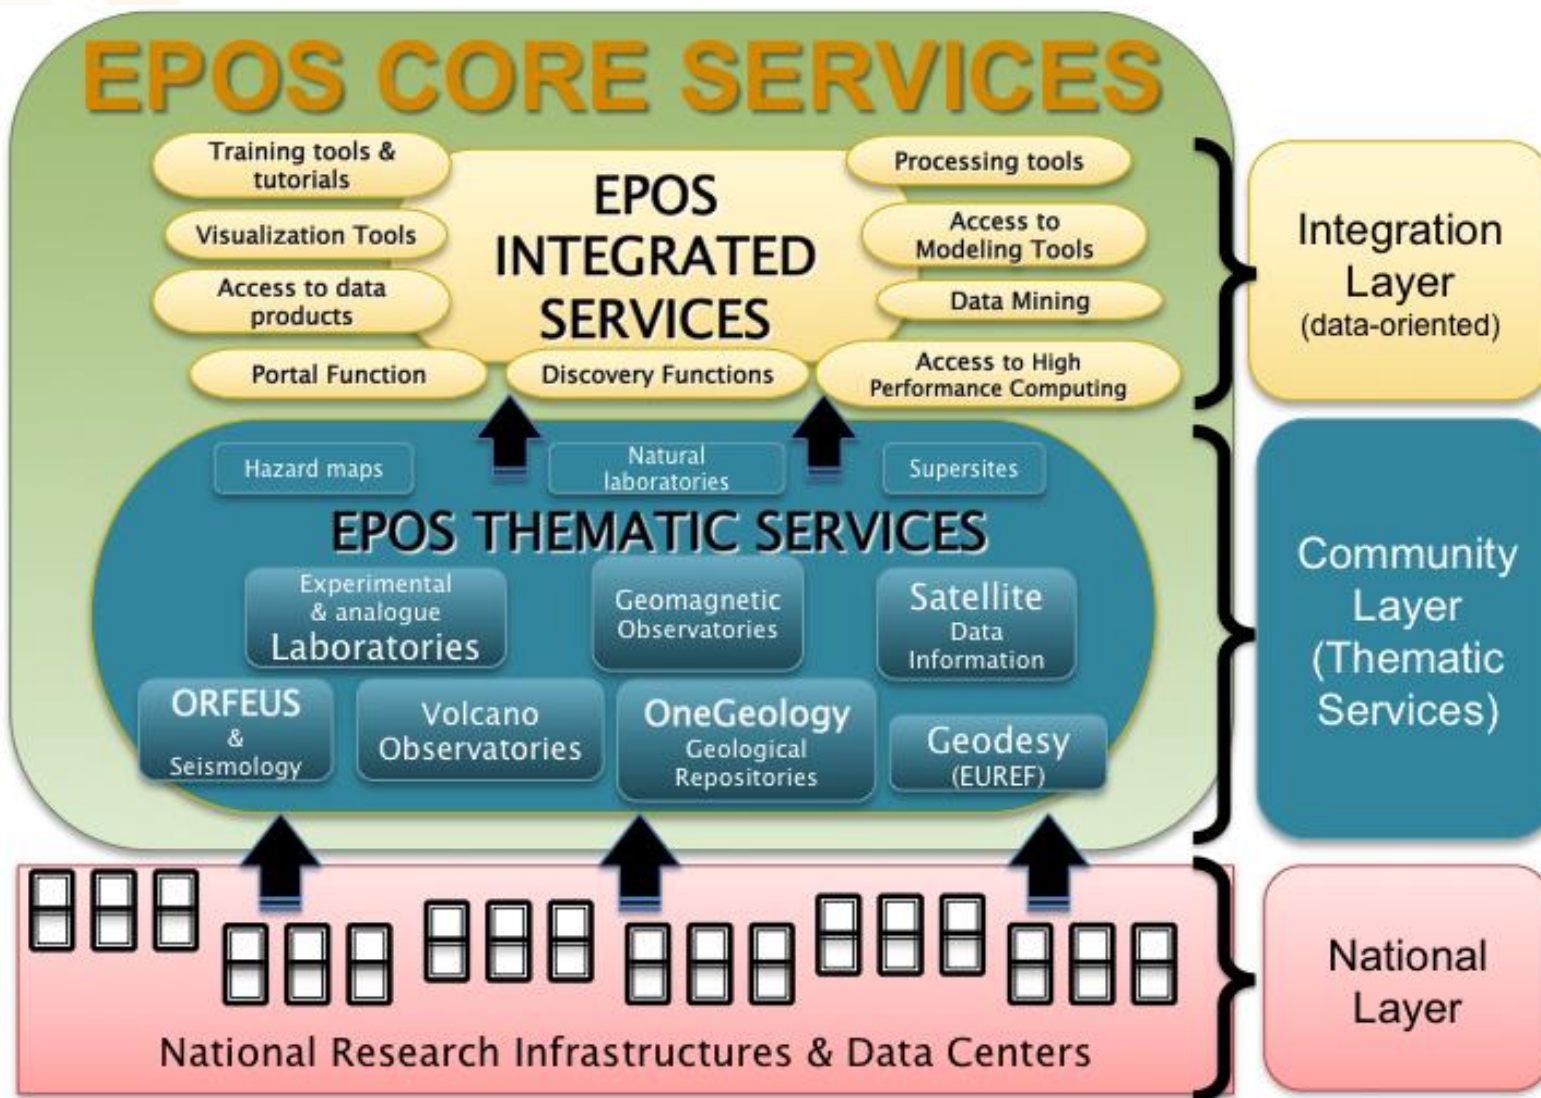 EPOS CORE SERVICES
Training tools &
tutorials
Visualization Tools
Access to data
products
Portal Function
EPOS
INTEGRATED
SERVICES
Discovery Functions
Processing tools
Access to
Modeling Tools
Data Mining
Access to High
Performance Computing
Integration
Layer
(data-oriented)
Hazard maps
Natural
laboratories
Supersites
EPOS THEMATIC SERVICES
Experimental
& analogue
Laboratories
Geomagnetic
Observatories
Satellite
Data
Information
ORFEUS
&
Seismology
Volcano
Observatories
OneGeology
Geological
Repositories
Geodesy
(EUREF)
Community
Layer
(Thematic
Services)
National Research Infrastructures & Data Centers
National
Layer